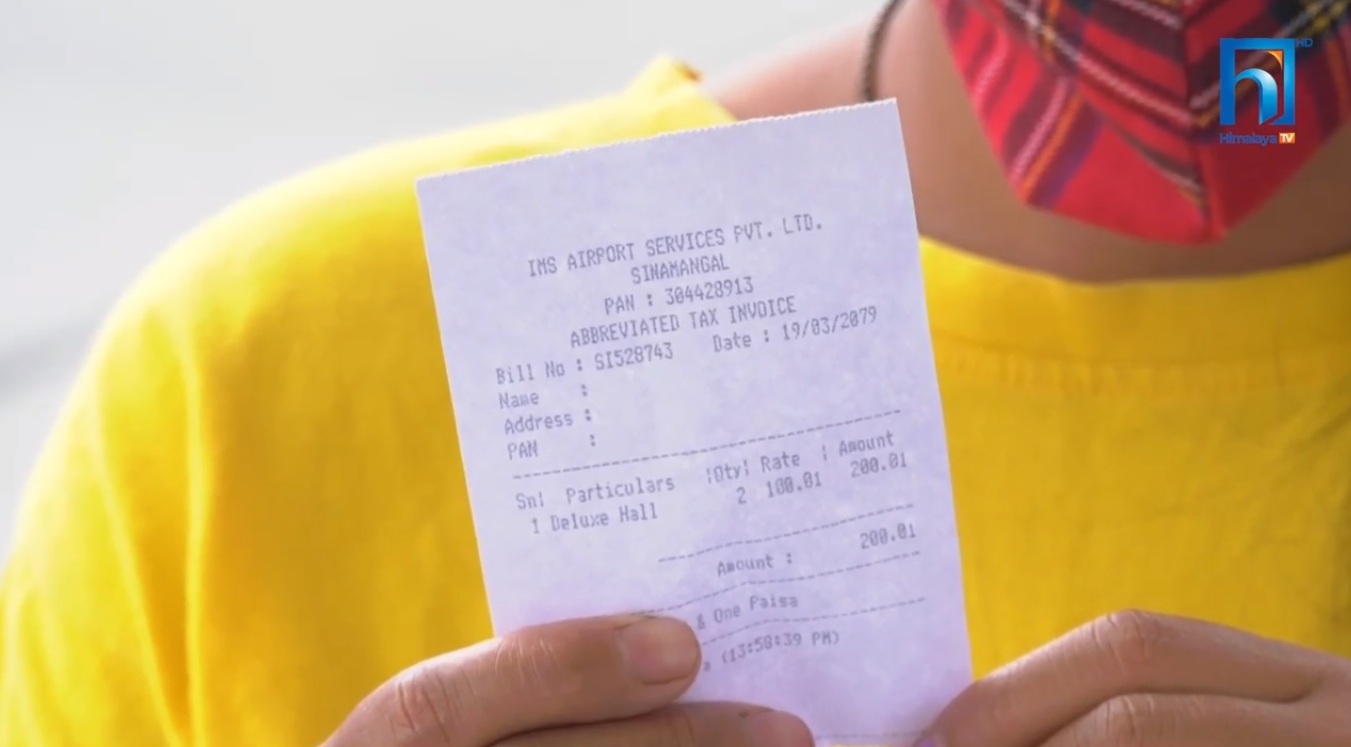 HD
Himalaya TV
IMS AIRPORT SERVICES PVT. LTD.
SINAMANGAL
PAN : 304428913
ABBREVIATED TAX INVOICE
Bill No : SI528743 Date : 19/03/2079
Name :
Address :
PAN :
Sn| Particulars |Qty| Rate | Amount
1 Deluxe Hall 2 100.01 200.01
Amount : 200.01
& One Paisa
(13:58:39 PM)